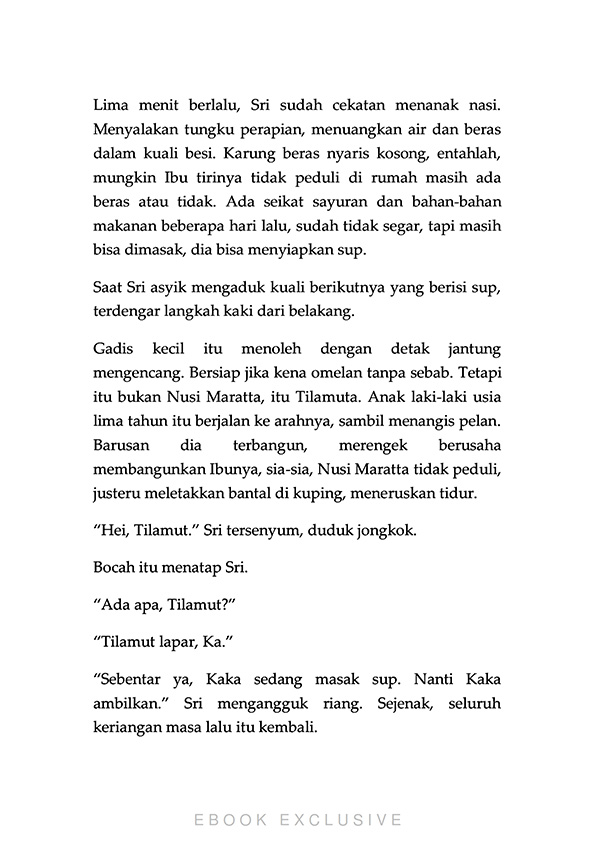 Lima menit berlalu, Sri sudah cekatan menanak nasi.
Menyalakan tungku perapian, menuangkan air dan beras
dalam kuali besi. Karung beras nyaris kosong, entahlah,
mungkin Ibu tirinya tidak peduli di rumah masih ada
beras atau tidak. Ada seikat sayuran dan bahan-bahan
makanan beberapa hari lalu, sudah tidak segar, tapi masih
bisa dimasak, dia bisa menyiapkan sup.
Saat Sri asyik mengaduk kuali berikutnya yang berisi sup,
terdengar langkah kaki dari belakang.
Gadis kecil itu menoleh dengan detak jantung
mengencang. Bersiap jika kena omelan tanpa sebab. Tetapi
itu bukan Nusi Maratta, itu Tilamuta. Anak laki-laki usia
lima tahun itu berjalan ke arahnya, sambil menangis pelan.
Barusan dia terbangun, merengek berusaha
membangunkan Ibunya, sia-sia, Nusi Maratta tidak peduli,
justeru meletakkan bantal di kuping, meneruskan tidur.
“Hei, Tilamut.” Sri tersenyum, duduk jongkok.
Bocah itu menatap Sri.
“Ada apa, Tilamut?”
“Tilamut lapar, Ka.”
“Sebentar ya, Kaka sedang masak sup. Nanti Kaka
ambilkan.” Sri mengangguk riang. Sejenak, seluruh
keriangan masa lalu itu kembali.
EBOOK EXCLUSIVE